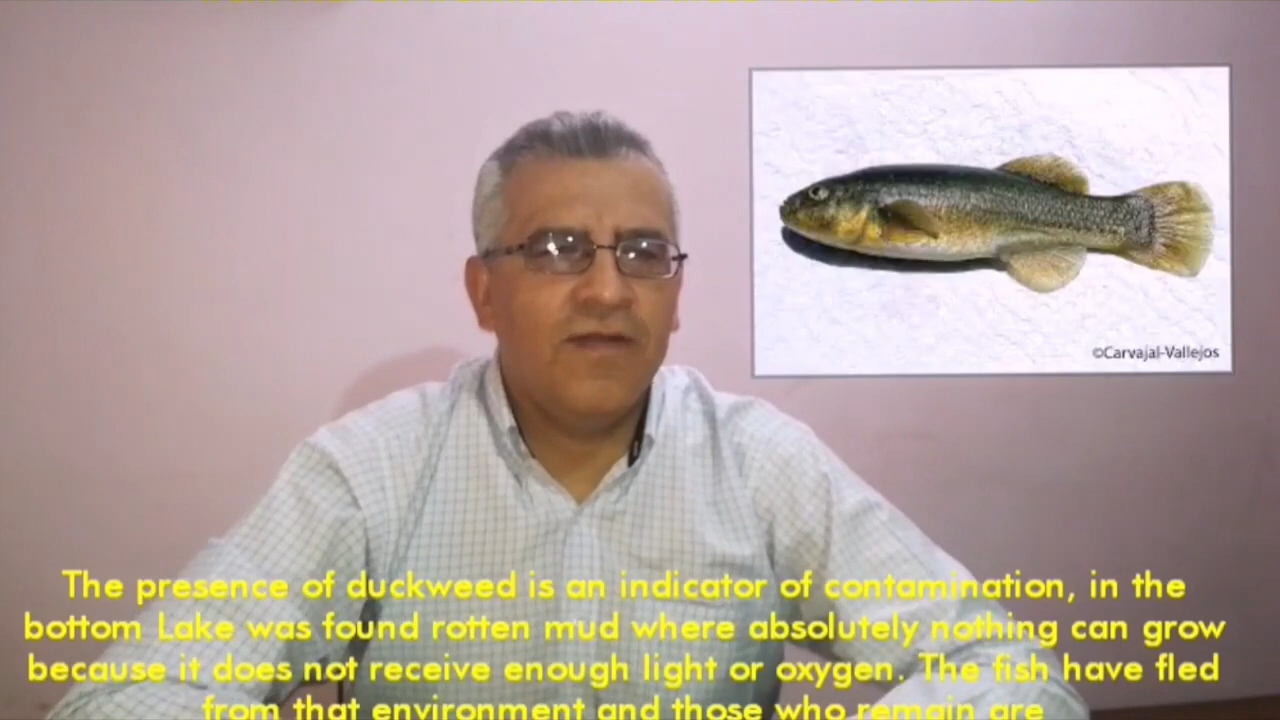 ©Carvajal-Vallejos
The presence of duckweed is an indicator of contamination, in the
bottom Lake was found rotten mud where absolutely nothing can grow
because it does not receive enough light or oxygen. The fish have fled
from that environment and those who remain are